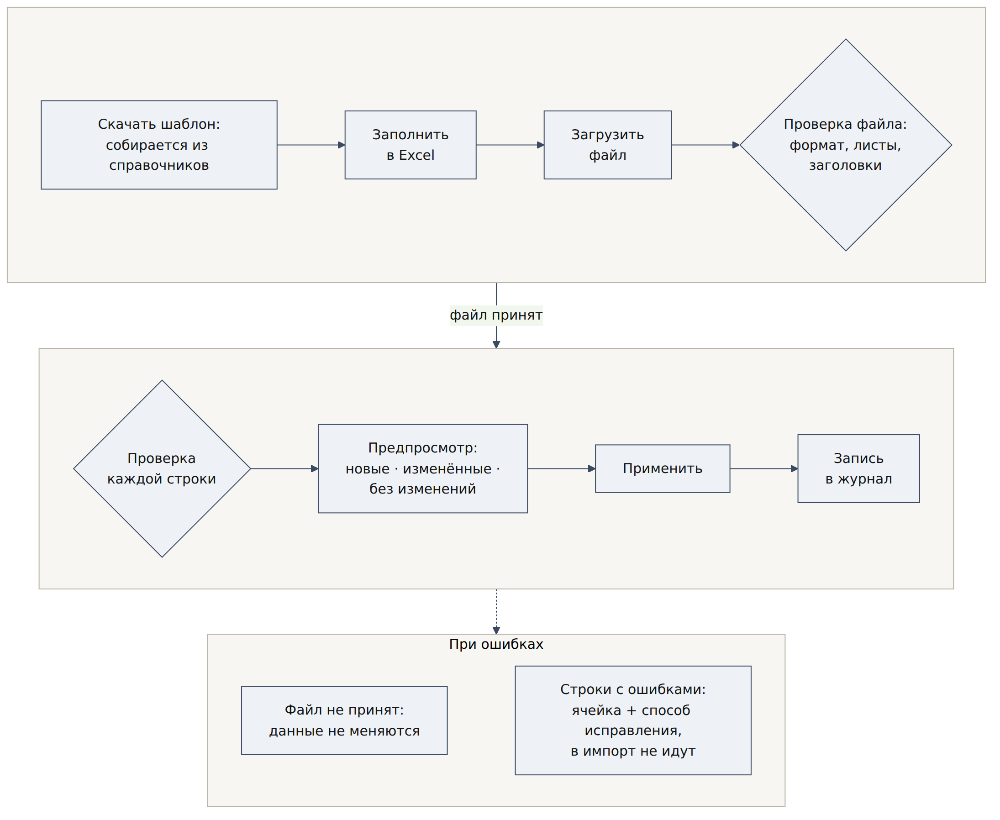 Скачать шаблон:
собирается из
справочников
Заполнить
в Excel
Загрузить
файл
Проверка файла:
формат, листы,
заголовки
файл принят
Проверка
каждой строки
Предпросмотр:
новые · изменённые ·
без изменений
Применить
Запись
в журнал
При ошибках
Файл не принят:
данные не меняются
Строки с ошибками:
ячейка + способ
исправления,
в импорт не идут